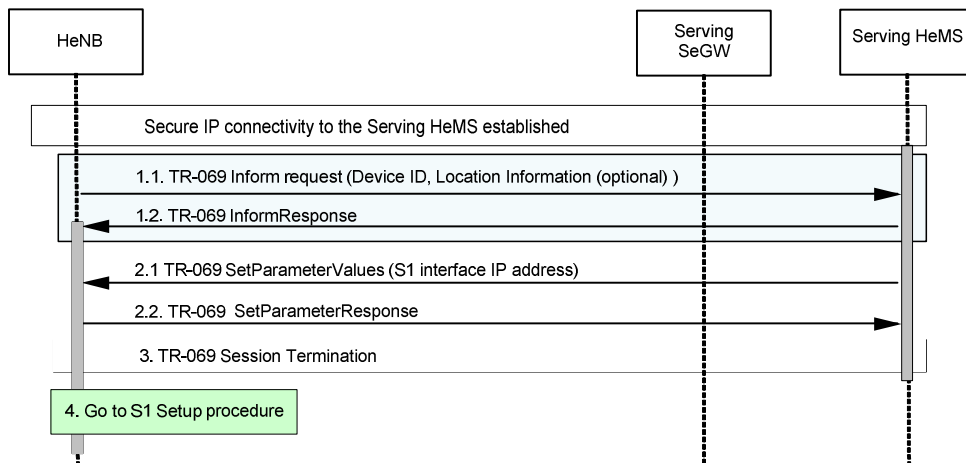 HeNB
Serving
SeGW
Serving HeMS
Secure IP connectivity to the Serving HeMS established
1.1. TR-069 Inform request (Device ID, Location Information (optional) )
1.2. TR-069 InformResponse
2.1 TR-069 SetParameterValues (S1 interface IP address)
2.2. TR-069 SetParameterResponse
3. TR-069 Session Termination
4. Go to S1 Setup procedure